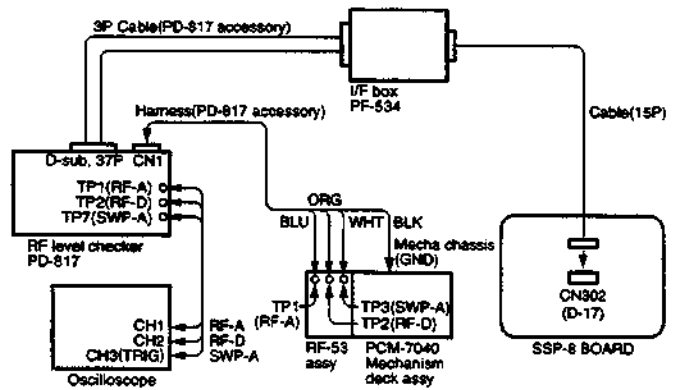 3P Cable(PD-817 accessory)
I/F box
PF-534
Harness(PD-817 accessory)
Cable(15P)
D-sub, 37P CN1
TP1(RF-A)
TP2(RF-D)
TP7(SWP-A)
RF level checker
PD-817
ORG
BLU
WHT
BLK
Mecha chassis
(GND)
CN302
(D-17)
SSP-8 BOARD
TP1
(RF-A)
TP3(SWP-A)
TP2(RF-D)
RF-53
assy
PCM-7040
Mechanism
deck assy
CH1 RF-A
CH2 RF-D
CH3(TRIG) SWP-A
Oscilloscope